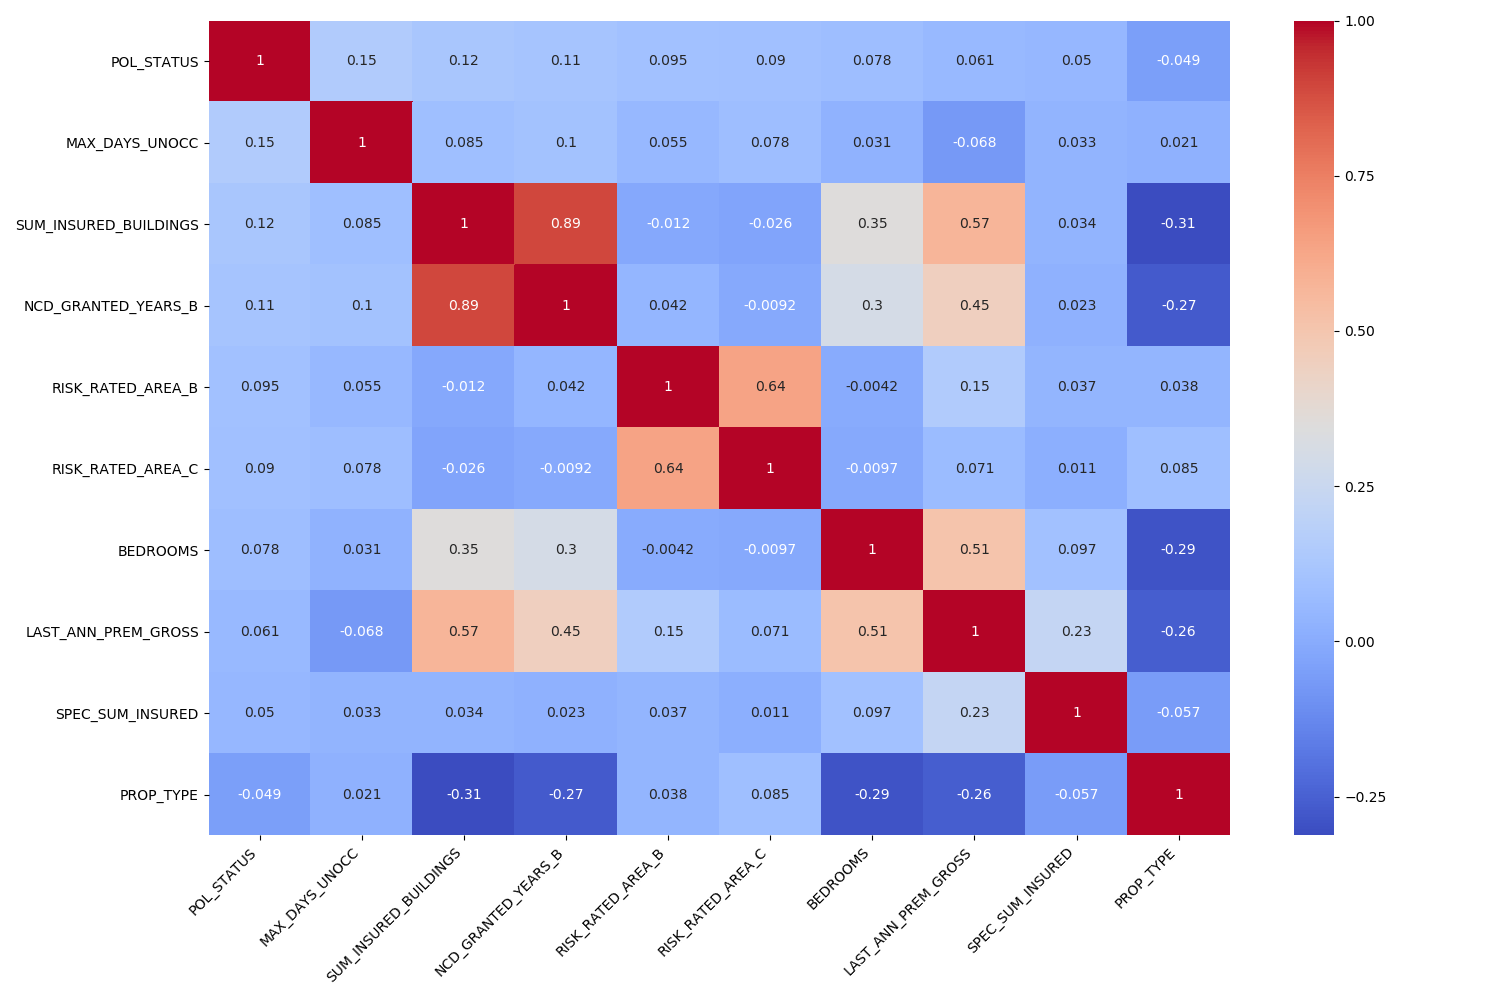 POL_STATUS 1 0.15 0.12 0.11 0.095 0.09 0.078 0.061 0.05 -0.049
MAX_DAYS_UNOCC 0.15 1 0.085 0.1 0.055 0.078 0.031 -0.068 0.033 0.021
SUM_INSURED_BUILDINGS 0.12 0.085 1 0.89 -0.012 -0.026 0.35 0.57 0.034 -0.31
NCD_GRANTED_YEARS_B 0.11 0.1 0.89 1 0.042 -0.0092 0.3 0.45 0.023 -0.27
RISK_RATED_AREA_B 0.095 0.055 -0.012 0.042 1 0.64 -0.0042 0.15 0.037 0.038
RISK_RATED_AREA_C 0.09 0.078 -0.026 -0.0092 0.64 1 -0.0097 0.071 0.011 0.085
BEDROOMS 0.078 0.031 0.35 0.3 -0.0042 -0.0097 1 0.51 0.097 -0.29
LAST_ANN_PREM_GROSS 0.061 -0.068 0.57 0.45 0.15 0.071 0.51 1 0.23 -0.26
SPEC_SUM_INSURED 0.05 0.033 0.034 0.023 0.037 0.011 0.097 0.23 1 -0.057
PROP_TYPE -0.049 0.021 -0.31 -0.27 0.038 0.085 -0.29 -0.26 -0.057 1
POL_STATUS
MAX_DAYS_UNOCC
SUM_INSURED_BUILDINGS
NCD_GRANTED_YEARS_B
RISK_RATED_AREA_B
RISK_RATED_AREA_C
BEDROOMS
LAST_ANN_PREM_GROSS
SPEC_SUM_INSURED
PROP_TYPE
1.00
0.75
0.50
0.25
0.00
−0.25